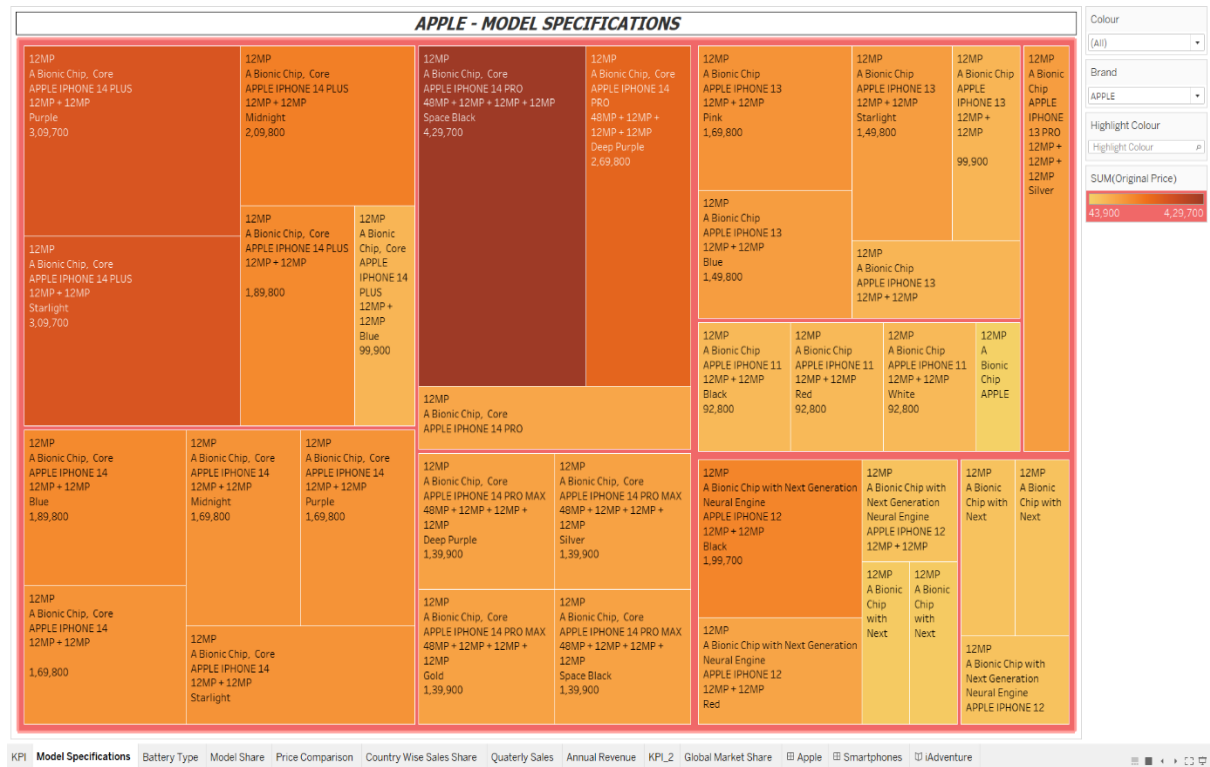 APPLE - MODEL SPECIFICATIONS
12MP
A Bionic Chip, Core
APPLE IPHONE 14 PLUS
12MP + 12MP
Purple
3,09,700
12MP
A Bionic Chip, Core
APPLE IPHONE 14 PLUS
12MP + 12MP
Midnight
2,09,800
12MP
A Bionic Chip, Core
APPLE IPHONE 14 PLUS
12MP + 12MP
Starlight
3,09,700
12MP
A Bionic Chip, Core
APPLE IPHONE 14 PLUS
12MP + 12MP
1,89,800
12MP
A Bionic
Chip, Core
APPLE
IPHONE 14
PLUS
12MP +
12MP
Blue
99,900
12MP
A Bionic Chip, Core
APPLE IPHONE 14
12MP + 12MP
Blue
1,89,800
12MP
A Bionic Chip, Core
APPLE IPHONE 14
12MP + 12MP
Midnight
1,69,800
12MP
A Bionic Chip, Core
APPLE IPHONE 14
12MP + 12MP
Purple
1,69,800
12MP
A Bionic Chip, Core
APPLE IPHONE 14
12MP + 12MP
1,69,800
12MP
A Bionic Chip, Core
APPLE IPHONE 14
12MP + 12MP
Starlight
12MP
A Bionic Chip, Core
APPLE IPHONE 14 PRO
48MP + 12MP + 12MP + 12MP
Space Black
4,29,700
12MP
A Bionic Chip, Core
APPLE IPHONE 14
PRO
48MP + 12MP +
12MP + 12MP
Deep Purple
2,69,800
12MP
A Bionic Chip, Core
APPLE IPHONE 14 PRO
12MP
A Bionic Chip, Core
APPLE IPHONE 14 PRO MAX
48MP + 12MP + 12MP +
12MP
Deep Purple
1,39,900
12MP
A Bionic Chip, Core
APPLE IPHONE 14 PRO MAX
48MP + 12MP + 12MP +
12MP
Silver
1,39,900
12MP
A Bionic Chip, Core
APPLE IPHONE 14 PRO MAX
48MP + 12MP + 12MP +
12MP
Gold
1,39,900
12MP
A Bionic Chip, Core
APPLE IPHONE 14 PRO MAX
48MP + 12MP + 12MP +
12MP
Space Black
1,39,900
12MP
A Bionic Chip
APPLE IPHONE 13
12MP + 12MP
Pink
1,69,800
12MP
A Bionic Chip
APPLE IPHONE 13
12MP + 12MP
Starlight
1,49,800
12MP
A Bionic Chip
APPLE
IPHONE 13
12MP +
12MP
99,900
12MP
A Bionic
Chip
APPLE
IPHONE
13 PRO
12MP +
12MP +
12MP
Silver
12MP
A Bionic Chip
APPLE IPHONE 13
12MP + 12MP
Blue
1,49,800
12MP
A Bionic Chip
APPLE IPHONE 13
12MP + 12MP
12MP
A Bionic Chip
APPLE IPHONE 11
12MP + 12MP
Black
92,800
12MP
A Bionic Chip
APPLE IPHONE 11
12MP + 12MP
Red
92,800
12MP
A Bionic Chip
APPLE IPHONE 11
12MP + 12MP
White
92,800
12MP
A
Bionic
Chip
APPLE
12MP
A Bionic Chip with Next Generation
Neural Engine
APPLE IPHONE 12
12MP + 12MP
Black
1,99,700
12MP
A Bionic Chip with
Next Generation
Neural Engine
APPLE IPHONE 12
12MP + 12MP
12MP
A Bionic
Chip with
Next
12MP
A Bionic
Chip with
Next
12MP
A Bionic Chip with Next Generation
Neural Engine
APPLE IPHONE 12
12MP + 12MP
Red
12MP
A Bionic
Chip
with
Next
12MP
A Bionic
Chip
with
Next
12MP
A Bionic Chip with
Next Generation
Neural Engine
APPLE IPHONE 12
Colour
(All)
Brand
APPLE
Highlight Colour
Highlight Colour
SUM(Original Price)
43,900 4,29,700
KPI Model Specifications Battery Type Model Share Price Comparison Country Wise Sales Share Quaterly Sales Annual Revenue KPI_2 Global Market Share Apple Smartphones iAdventure